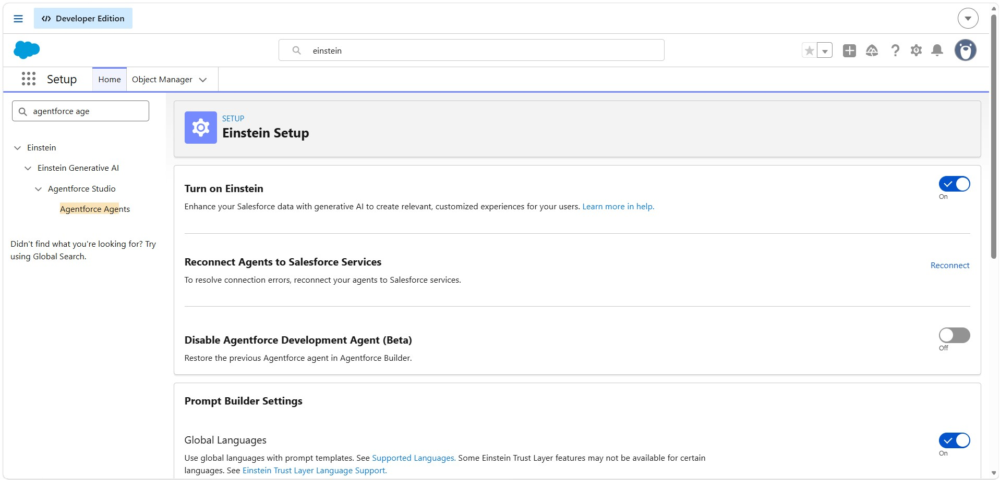 Developer Edition
einstein
Setup
Home
Object Manager
agentforce age
Einstein
Einstein Generative AI
Agentforce Studio
Agentforce Agents
Didn't find what you're looking for? Try
using Global Search.
SETUP
Einstein Setup
Turn on Einstein
On
Enhance your Salesforce data with generative AI to create relevant, customized experiences for your users. Learn more in help.
Reconnect Agents to Salesforce Services
Reconnect
To resolve connection errors, reconnect your agents to Salesforce services.
Disable Agentforce Development Agent (Beta)
Off
Restore the previous Agentforce agent in Agentforce Builder.
Prompt Builder Settings
Global Languages
On
Use global languages with prompt templates. See Supported Languages. Some Einstein Trust Layer features may not be available for certain
languages. See Einstein Trust Layer Language Support.